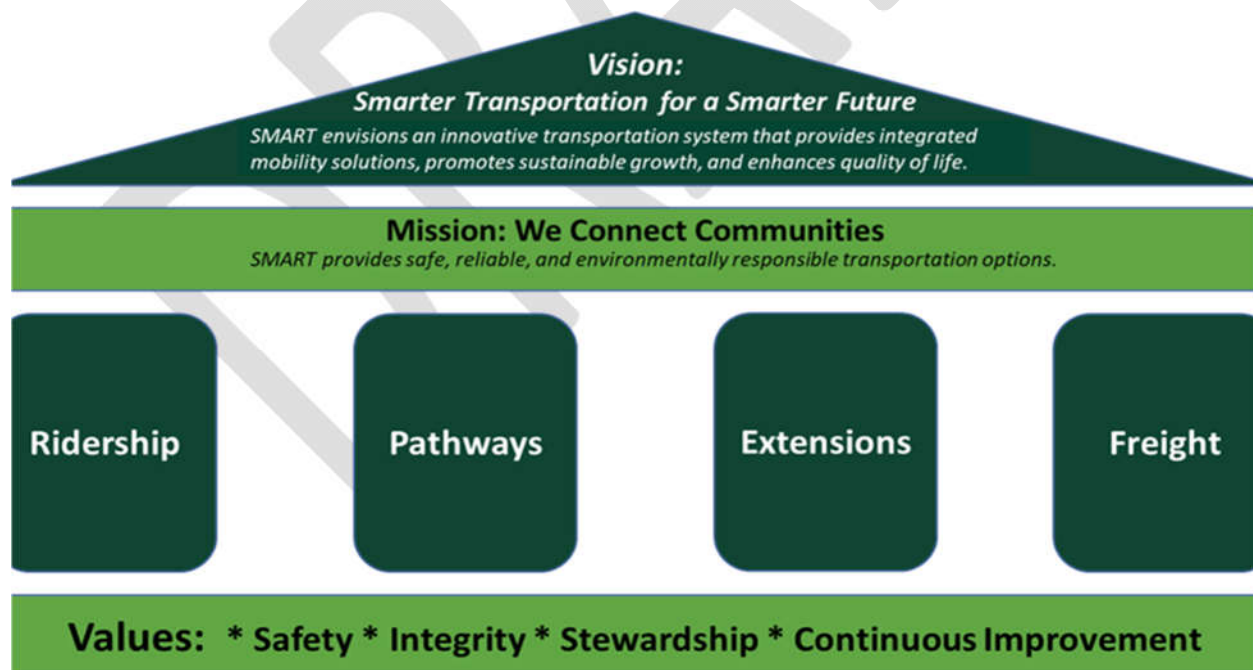 Vision:
Smarter Transportation for a Smarter Future
SMART envisions an innovative transportation system that provides integrated
mobility solutions, promotes sustainable growth, and enhances quality of life.
Mission: We Connect Communities
SMART provides safe, reliable, and environmentally responsible transportation options.
Ridership
Pathways
Extensions
Freight
Values: * Safety * Integrity * Stewardship * Continuous Improvement